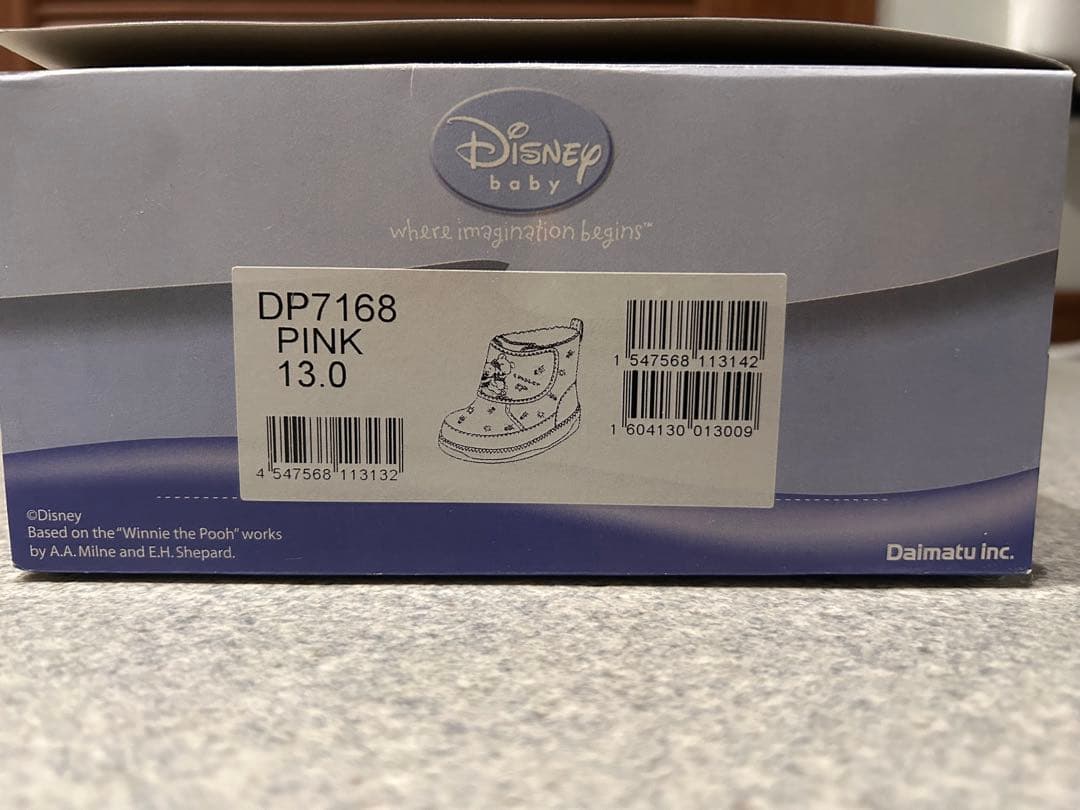 Disney
baby
where imagination begins™
DP7168
PINK
13.0
4 547568 113132
1 547568 113142
1 604130 013009
©Disney
Based on the "Winnie the Pooh" works
by A.A. Milne and E.H. Shepard.
Daimatu inc.